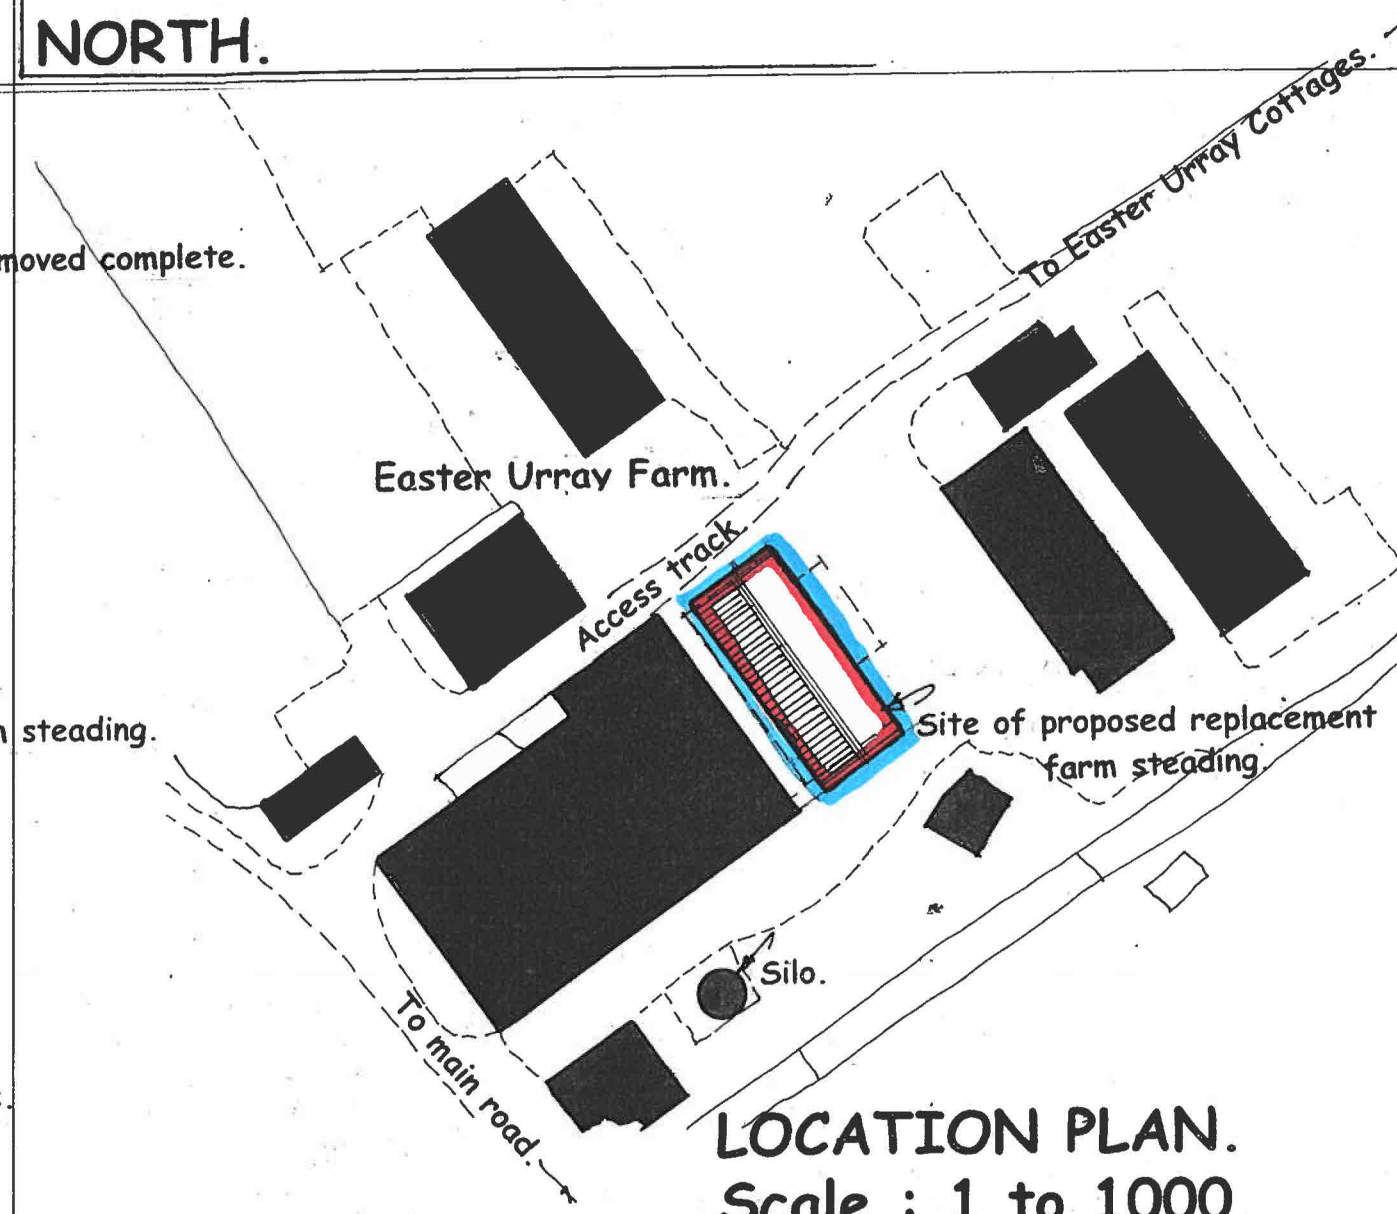 NORTH.
To Easter Urray Cottages.
moved complete.
Easter Urray Farm.
Access track
steading.
Site of proposed replacement
farm steading.
Silo.
To main road.
LOCATION PLAN.
Scale : 1 to 1000